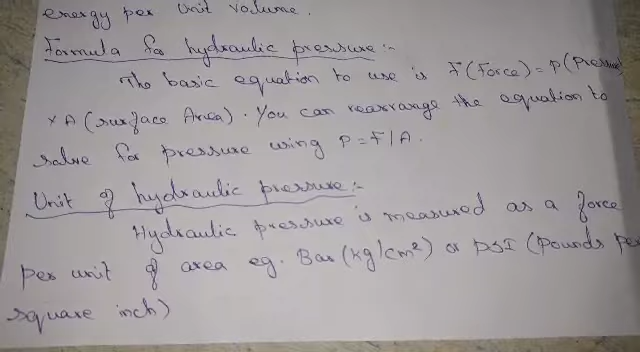 energy per unit volume.
Formula for hydraulic pressure :-
The basic equation to use is F(Force) = P(Pressure)
x A (surface Area). You can rearrange the equation to
solve for pressure using P = F/A.
Unit of hydraulic pressure :-
Hydraulic pressure is measured as a force
per unit of area eg. Bar (kg/cm²) or PSI (pounds per
square inch)